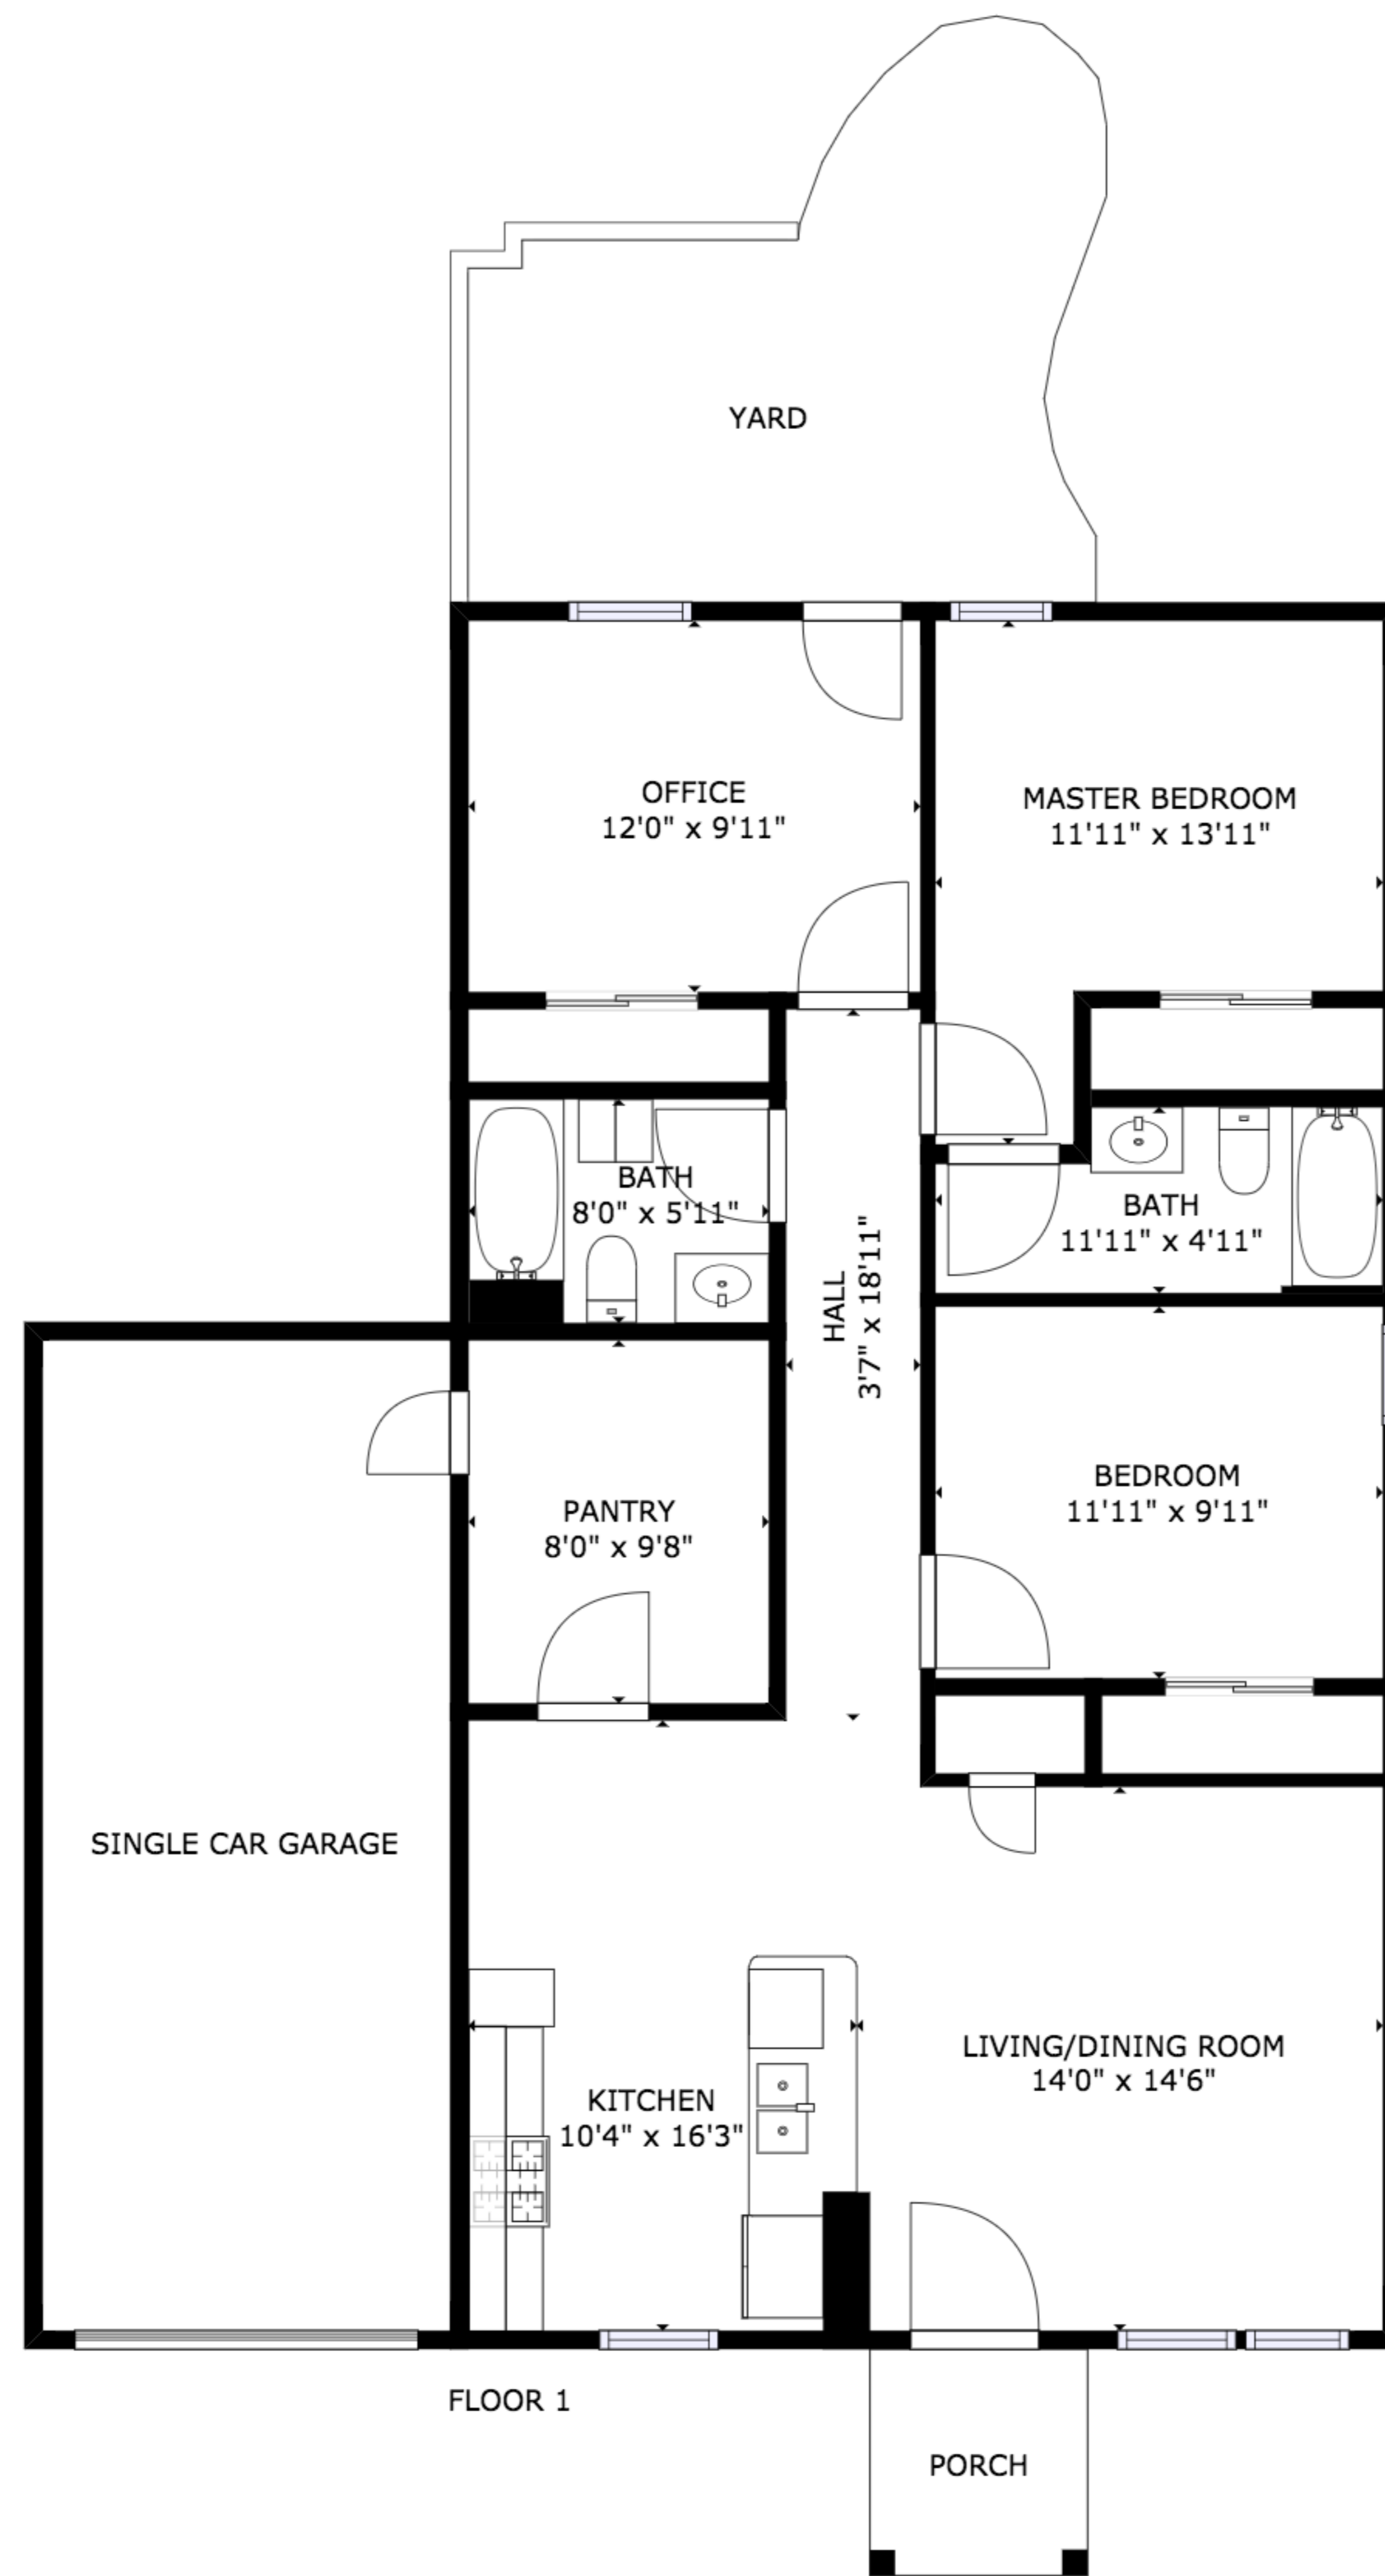 YARD
OFFICE
12'0" x 9'11"
MASTER BEDROOM
11'11" x 13'11"
BATH
8'0" x 5'11"
BATH
11'11" x 4'11"
HALL
3'7" x 18'11"
BEDROOM
11'11" x 9'11"
PANTRY
8'0" x 9'8"
SINGLE CAR GARAGE
LIVING/DINING ROOM
14'0" x 14'6"
KITCHEN
10'4" x 16'3"
FLOOR 1
PORCH